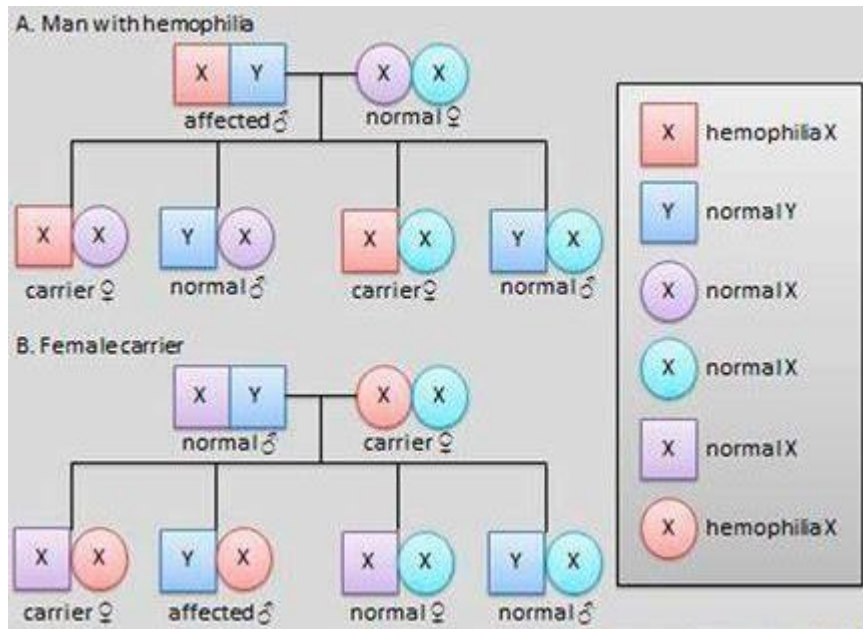 A. Man with hemophilia
X Y X X
affected ♂ normal ♀
X X Y X X X Y X
carrier ♀ normal ♂ carrier ♀ normal ♂
B. Female carrier
X Y X X
normal ♂ carrier ♀
X X Y X X X Y X
carrier ♀ affected ♂ normal ♀ normal ♂
X hemophilia X
Y normal Y
X normal X
X normal X
X normal X
X hemophilia X